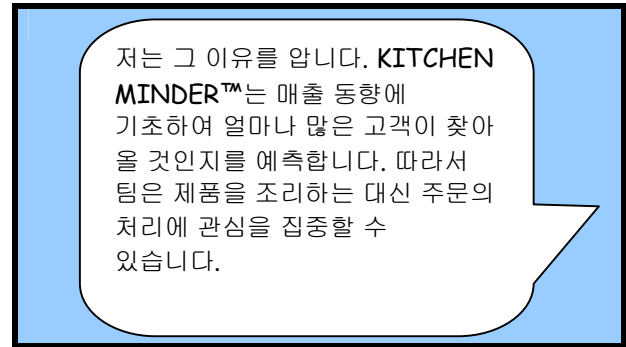 저는 그 이유를 압니다. KITCHEN
MINDER™는 매출 동향에
기초하여 얼마나 많은 고객이 찾아
올 것인지를 예측합니다. 따라서
팀은 제품을 조리하는 대신 주문의
처리에 관심을 집중할 수
있습니다.